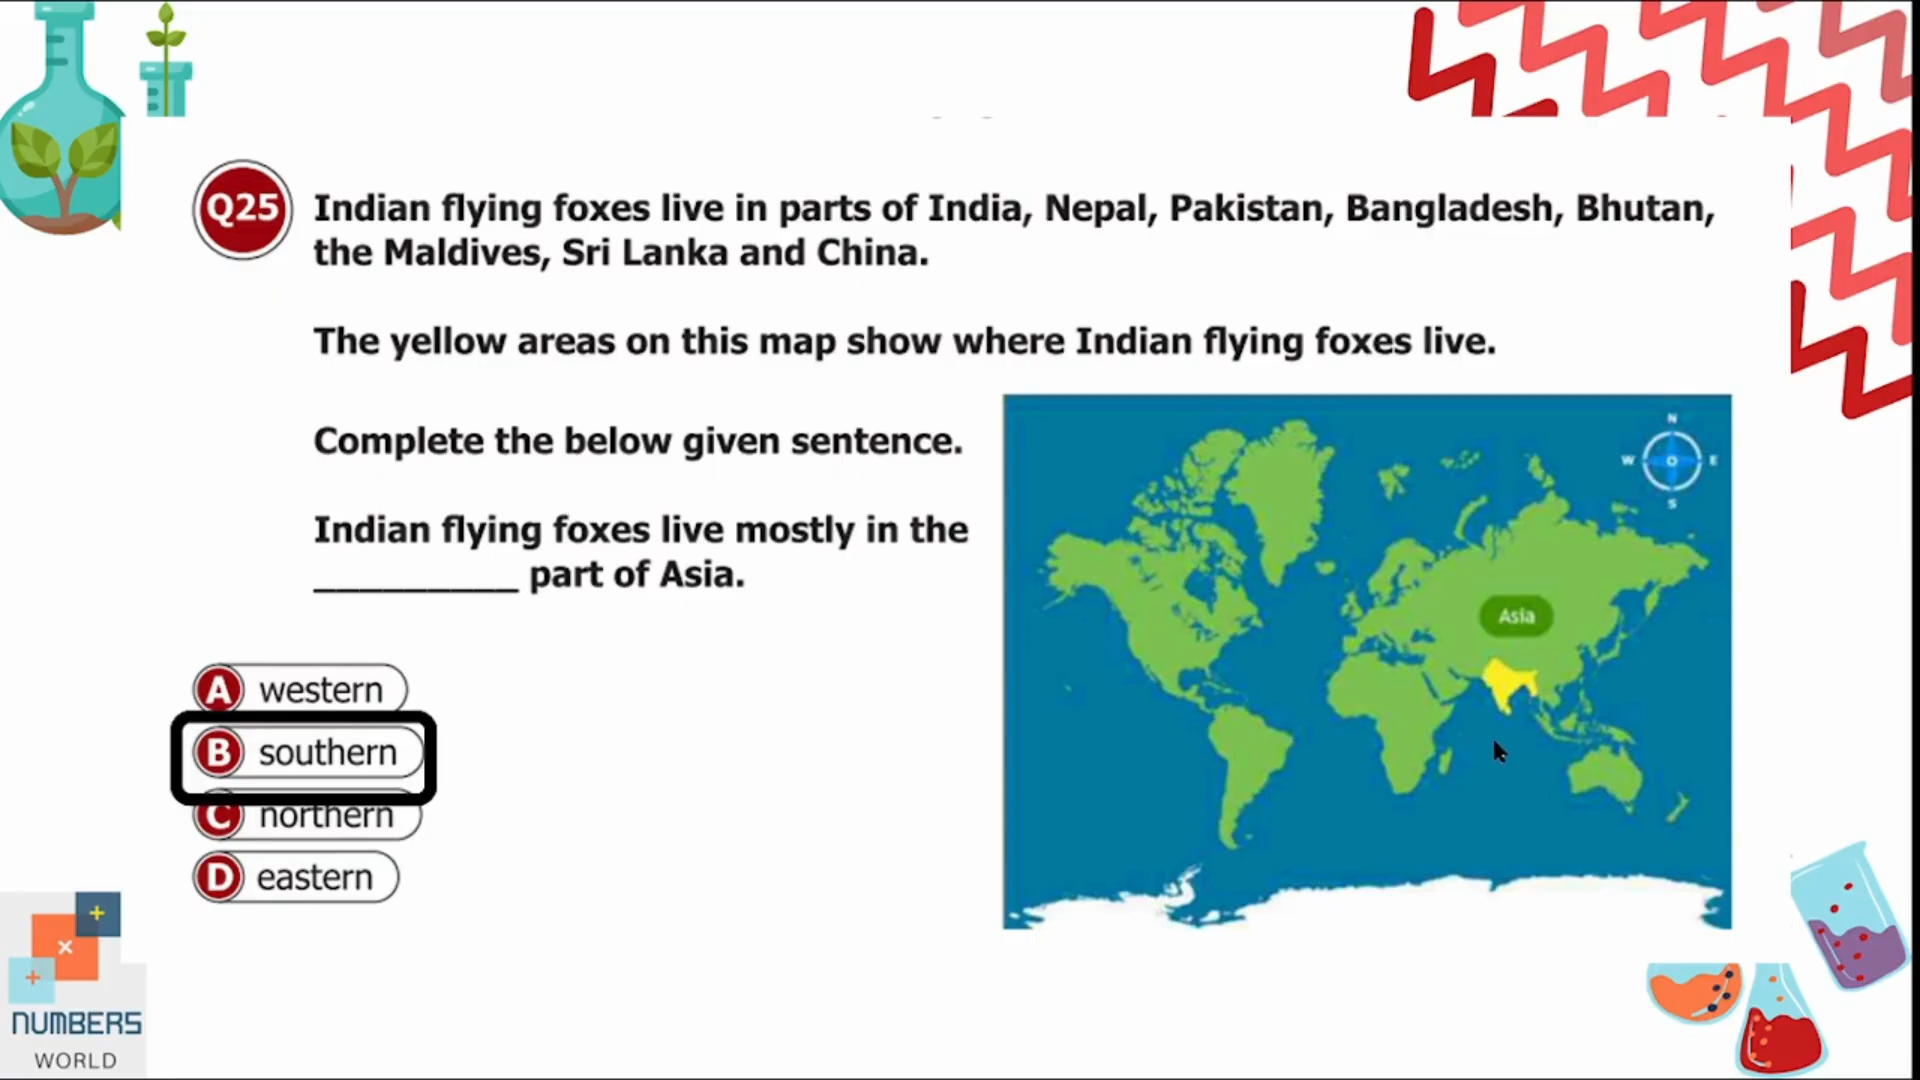 Q25
Indian flying foxes live in parts of India, Nepal, Pakistan, Bangladesh, Bhutan,
the Maldives, Sri Lanka and China.
The yellow areas on this map show where Indian flying foxes live.
Complete the below given sentence.
Indian flying foxes live mostly in the
__________ part of Asia.
A western
B southern
C northern
D eastern
N
W O E
S
Asia
+
×
+
NUMBERS
WORLD